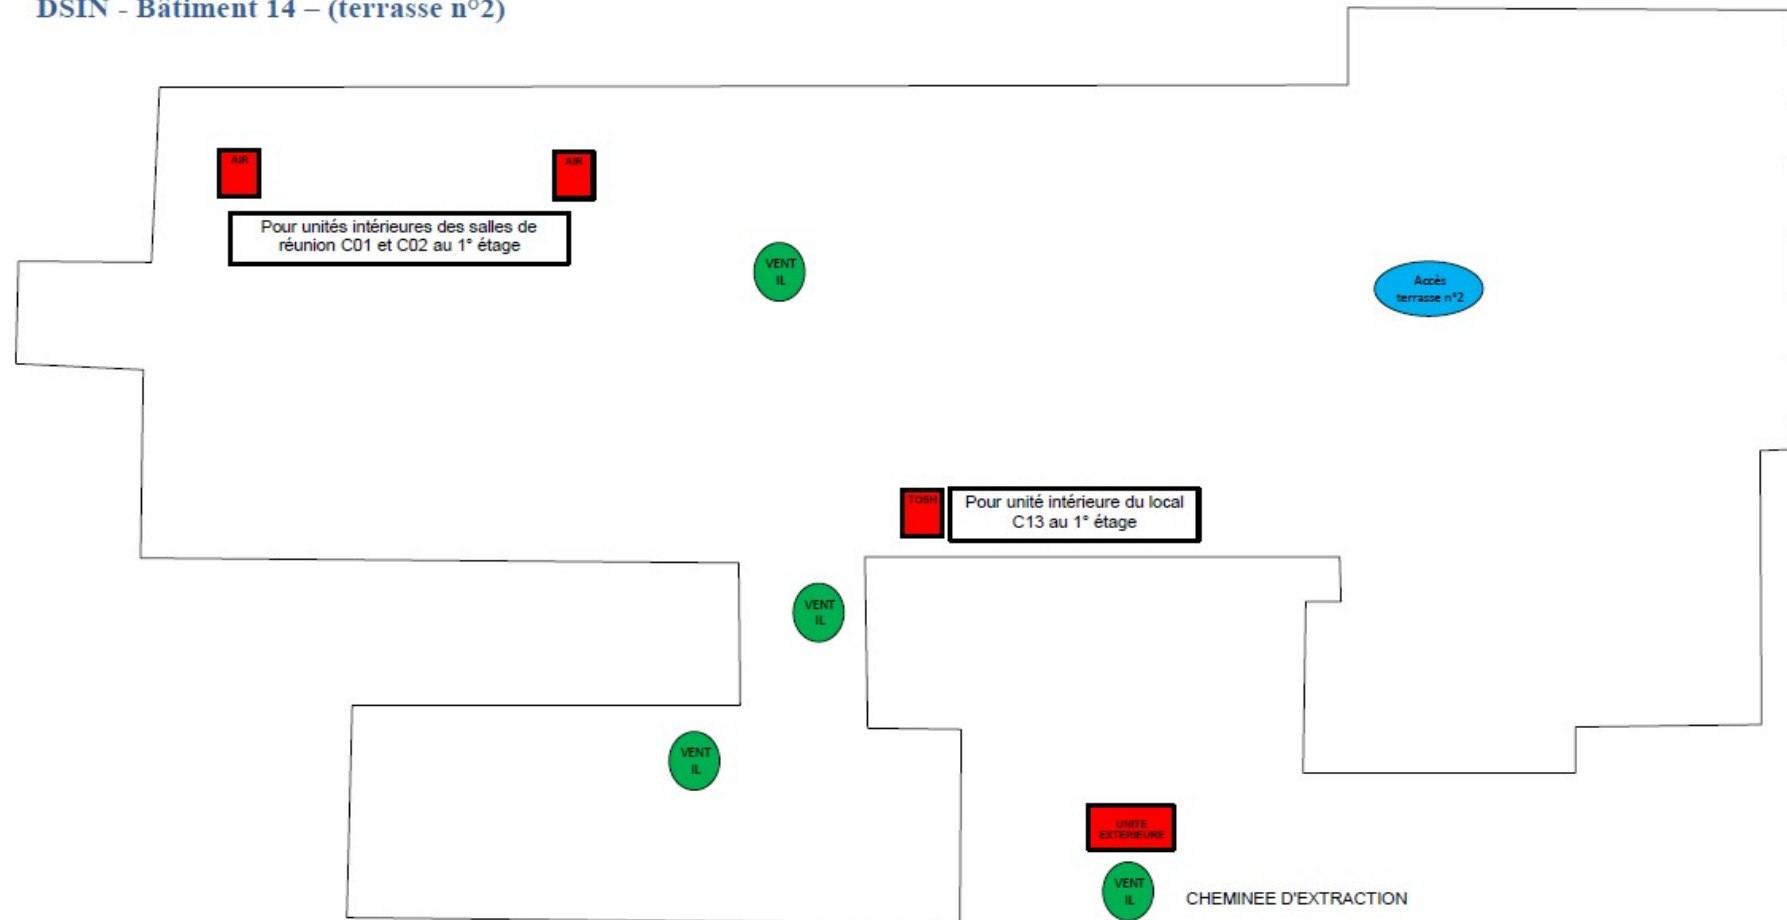 DSIN - Bâtiment 14 – (terrasse n°2)
AIR
AIR
Pour unités intérieures des salles de
réunion C01 et C02 au 1° étage
VENT
IL
Accès
terrasse n°2
TOSH
Pour unité intérieure du local
C13 au 1° étage
VENT
IL
VENT
IL
UNITE
EXTERIEURE
VENT
IL
CHEMINEE D'EXTRACTION